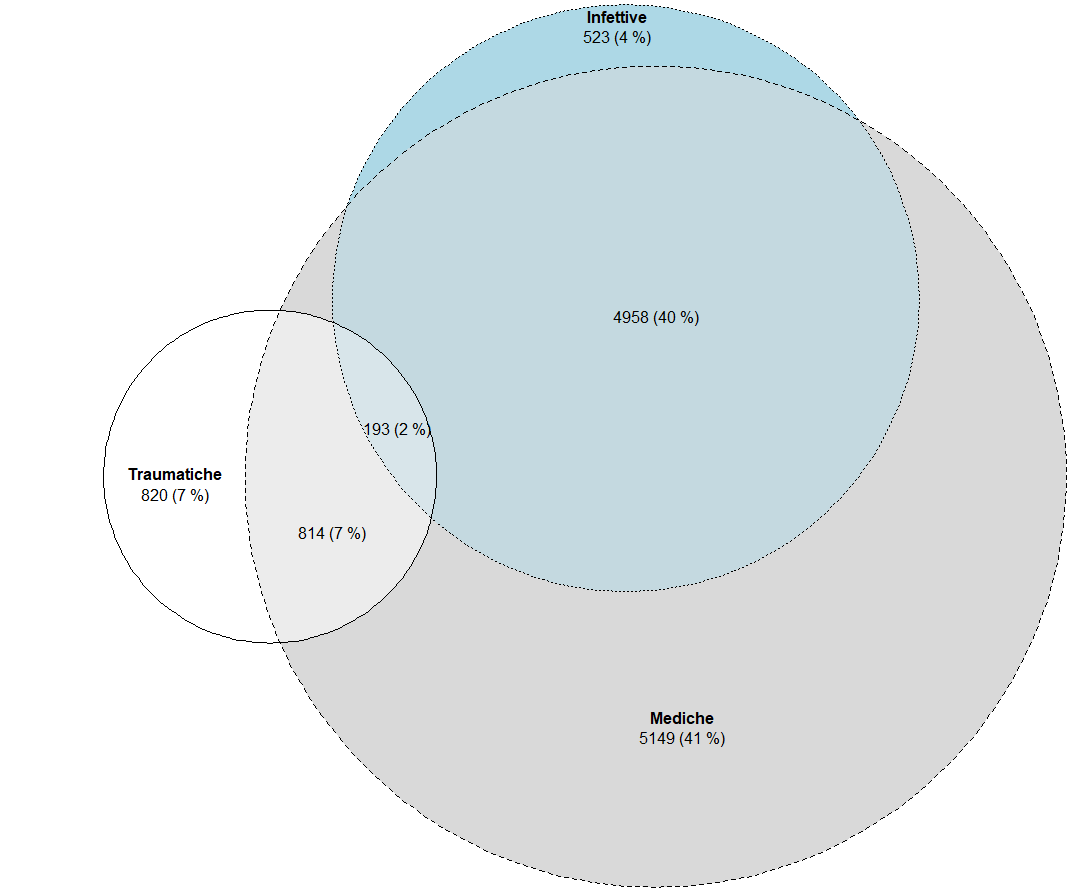 Infettive
523 (4 %)
4958 (40 %)
193 (2 %)
Traumatiche
820 (7 %)
814 (7 %)
Mediche
5149 (41 %)